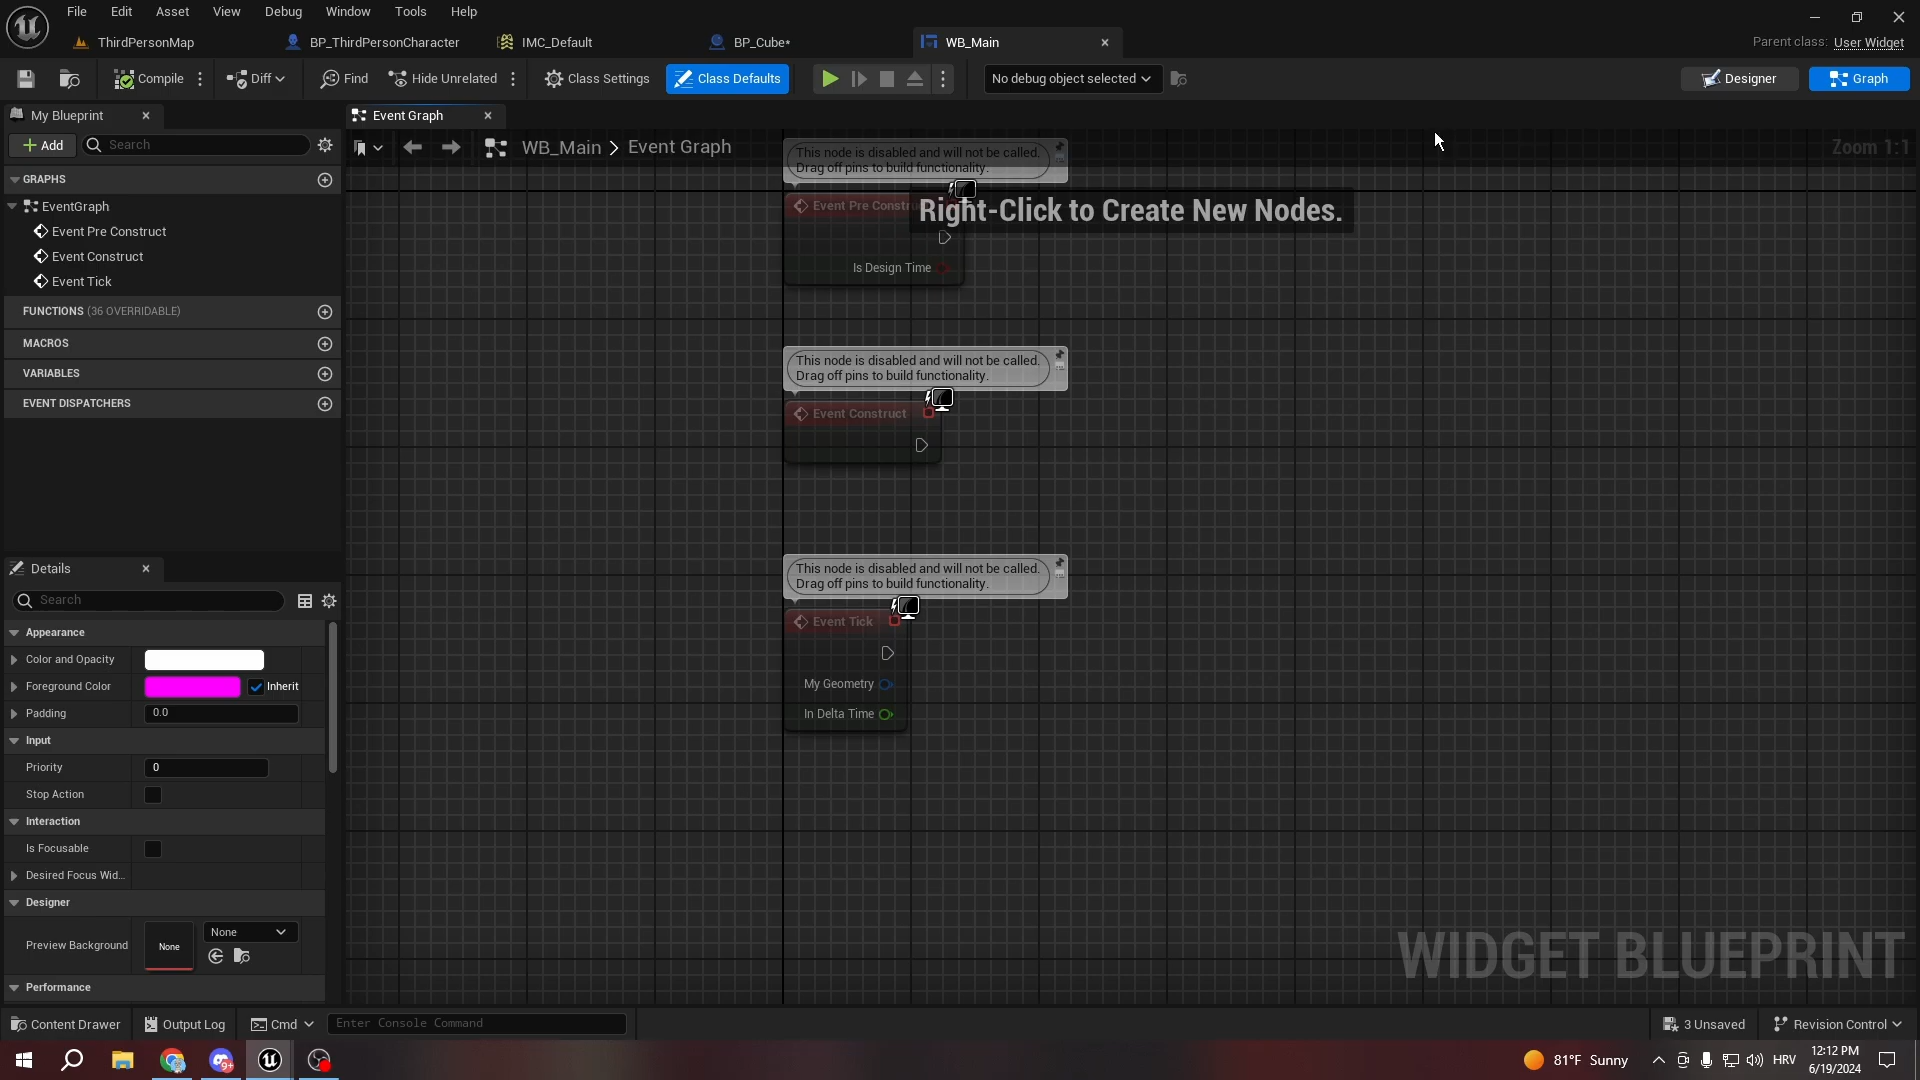 File Edit Asset View Debug Window Tools Help
ThirdPersonMap BP_ThirdPersonCharacter IMC_Default BP_Cube* WB_Main Parent class: User Widget
Compile Diff Find Hide Unrelated Class Settings Class Defaults No debug object selected Designer Graph
My Blueprint
Event Graph
Add Search
WB_Main > Event Graph
Zoom 1:1
GRAPHS
EventGraph
Event Pre Construct
Event Construct
Event Tick
FUNCTIONS (36 OVERRIDABLE)
MACROS
VARIABLES
EVENT DISPATCHERS
This node is disabled and will not be called.
Drag off pins to build functionality.
Event Pre Constru
Right-Click to Create New Nodes.
Is Design Time
This node is disabled and will not be called.
Drag off pins to build functionality.
Event Construct
This node is disabled and will not be called.
Drag off pins to build functionality.
Event Tick
My Geometry
In Delta Time
WIDGET BLUEPRINT
Details
Search
Appearance
Color and Opacity
Foreground Color Inherit
Padding 0.0
Input
Priority 0
Stop Action
Interaction
Is Focusable
Desired Focus Wid...
Designer
Preview Background None None
Performance
Content Drawer Output Log Cmd Enter Console Command 3 Unsaved Revision Control
9+ 81°F Sunny HRV 12:12 PM
6/19/2024